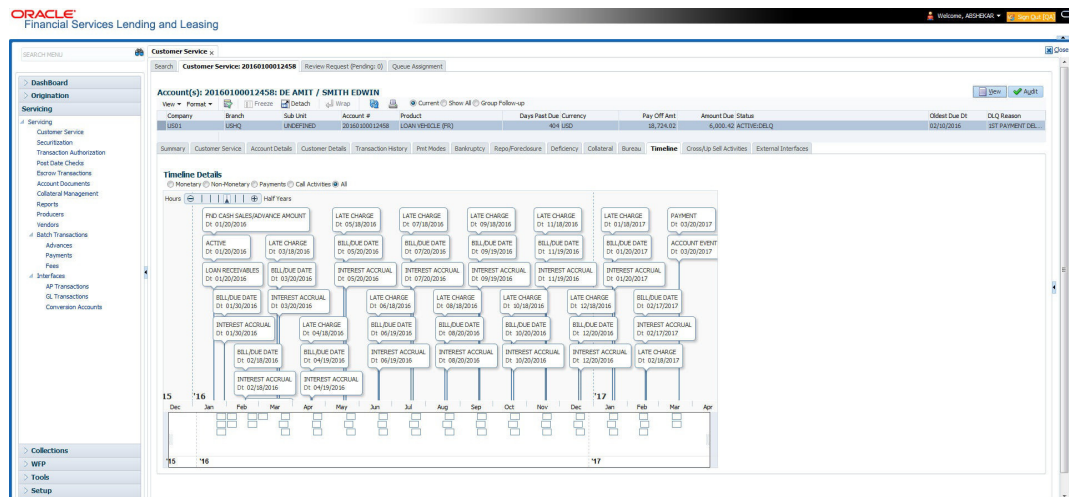 ORACLE
Financial Services Lending and Leasing
Welcome, ABSHEKAR
Sign Out [QA]
SEARCH MENU
Customer Service x
Close
Search Customer Service: 20160100012458 Review Request (Pending: 0) Queue Assignment
DashBoard
Origination
Servicing
Servicing
Customer Service
Securitization
Transaction Authorization
Post Date Checks
Escrow Transactions
Account Documents
Collateral Management
Reports
Producers
Vendors
Batch Transactions
Advances
Payments
Fees
Interfaces
AP Transactions
GL Transactions
Conversion Accounts
Collections
WFP
Tools
Setup
Account(s): 20160100012458: DE AMIT / SMITH EDWIN
View Audit
View Format Freeze Detach Wrap Current Show All Group Follow-up
Company Branch Sub Unit Account # Product Days Past Due Currency Pay Off Amt Amount Due Status Oldest Due Dt DLQ Reason
US01 USHQ UNDEFINED 20160100012458 LOAN VEHICLE (FR) 404 USD 18,724.02 6,000.42 ACTIVE:DELQ 02/10/2016 1ST PAYMENT DEL...
Summary Customer Service Account Details Customer Details Transaction History Pmt Modes Bankruptcy Repo/Foreclosure Deficiency Collateral Bureau Timeline Cross/Up Sell Activities External Interfaces
Timeline Details
Monetary Non-Monetary Payments Call Activities All
Hours Half Years
FND CASH SALES/ADVANCE AMOUNT LATE CHARGE LATE CHARGE LATE CHARGE LATE CHARGE LATE CHARGE PAYMENT
Dt 01/20/2016 Dt 05/18/2016 Dt 07/18/2016 Dt 09/18/2016 Dt 11/18/2016 Dt 01/18/2017 Dt 03/20/2017
ACTIVE LATE CHARGE BILL/DUE DATE BILL/DUE DATE BILL/DUE DATE BILL/DUE DATE BILL/DUE DATE ACCOUNT EVENT
Dt 01/20/2016 Dt 03/18/2016 Dt 05/20/2016 Dt 07/20/2016 Dt 09/19/2016 Dt 11/19/2016 Dt 01/20/2017 Dt 03/20/2017
LOAN RECEIVABLES BILL/DUE DATE INTEREST ACCRUAL INTEREST ACCRUAL INTEREST ACCRUAL INTEREST ACCRUAL INTEREST ACCRUAL
Dt 01/20/2016 Dt 03/20/2016 Dt 05/20/2016 Dt 07/20/2016 Dt 09/19/2016 Dt 11/19/2016 Dt 01/20/2017
BILL/DUE DATE INTEREST ACCRUAL LATE CHARGE LATE CHARGE LATE CHARGE LATE CHARGE BILL/DUE DATE
Dt 01/30/2016 Dt 03/20/2016 Dt 06/18/2016 Dt 08/18/2016 Dt 10/18/2016 Dt 12/18/2016 Dt 02/17/2017
INTEREST ACCRUAL LATE CHARGE BILL/DUE DATE BILL/DUE DATE BILL/DUE DATE BILL/DUE DATE INTEREST ACCRUAL
Dt 01/30/2016 Dt 04/18/2016 Dt 06/19/2016 Dt 08/20/2016 Dt 10/20/2016 Dt 12/20/2016 Dt 02/17/2017
BILL/DUE DATE BILL/DUE DATE INTEREST ACCRUAL INTEREST ACCRUAL INTEREST ACCRUAL INTEREST ACCRUAL LATE CHARGE
Dt 02/18/2016 Dt 04/19/2016 Dt 06/19/2016 Dt 08/20/2016 Dt 10/20/2016 Dt 12/20/2016 Dt 02/18/2017
INTEREST ACCRUAL INTEREST ACCRUAL
Dt 02/18/2016 Dt 04/19/2016
15 '16 '17
Dec Jan Feb Mar Apr May Jun Jul Aug Sep Oct Nov Dec Jan Feb Mar Apr
'15 '16 '17